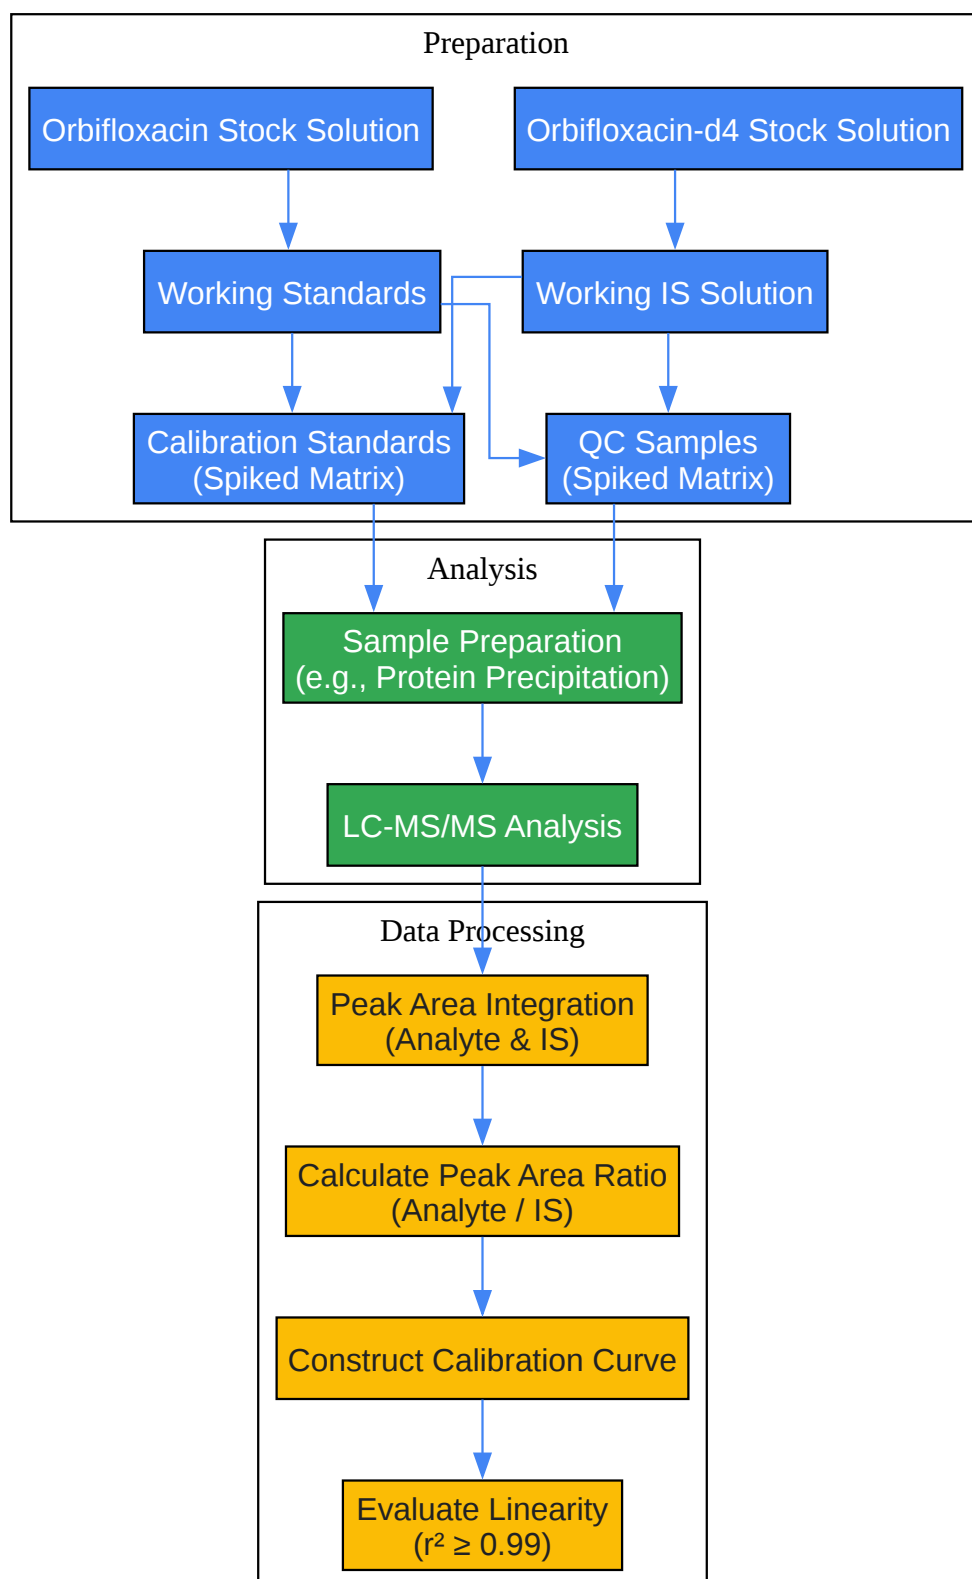 Preparation
Orbifloxacin Stock Solution
Orbifloxacin-d4 Stock Solution
Working Standards
Working IS Solution
Calibration Standards
(Spiked Matrix)
QC Samples
(Spiked Matrix)
Analysis
Sample Preparation
(e.g., Protein Precipitation)
LC-MS/MS Analysis
Data Processing
Peak Area Integration
(Analyte & IS)
Calculate Peak Area Ratio
(Analyte / IS)
Construct Calibration Curve
Evaluate Linearity
(r² ≥ 0.99)